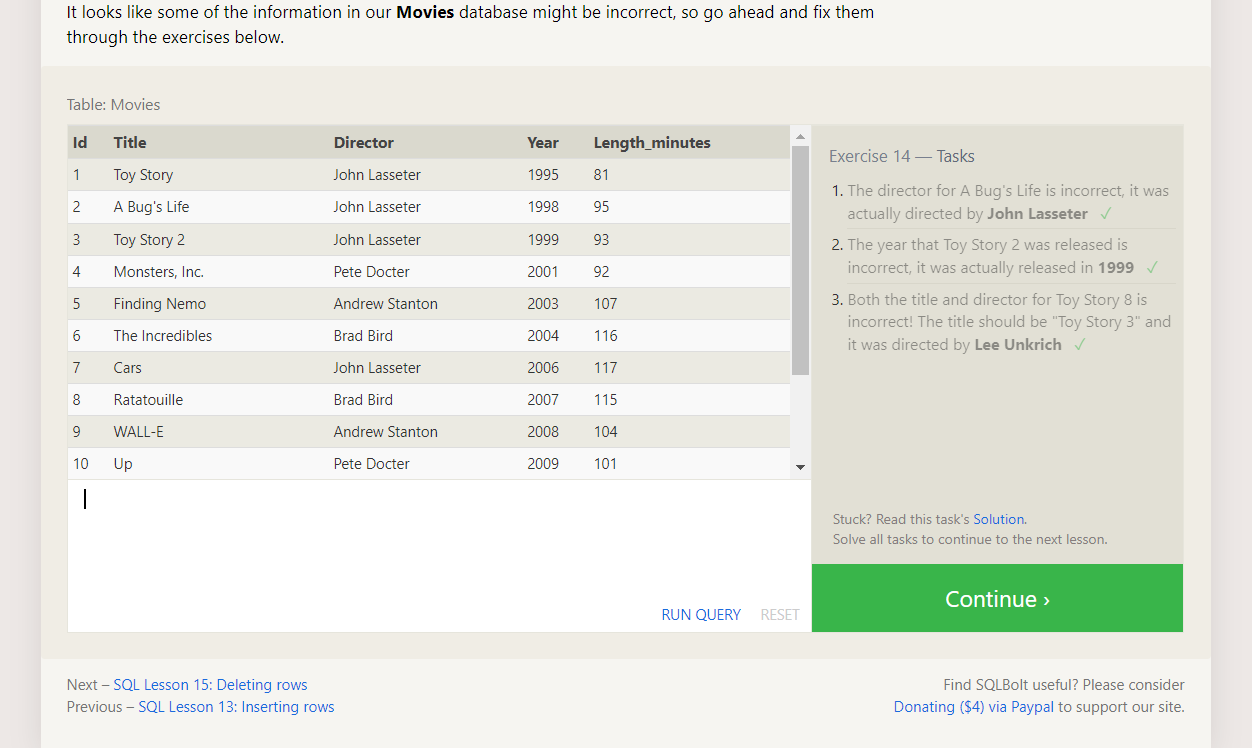 It looks like some of the information in our Movies database might be incorrect, so go ahead and fix them
through the exercises below.
Table: Movies
Id Title Director Year Length_minutes
1 Toy Story John Lasseter 1995 81
2 A Bug's Life John Lasseter 1998 95
3 Toy Story 2 John Lasseter 1999 93
4 Monsters, Inc. Pete Docter 2001 92
5 Finding Nemo Andrew Stanton 2003 107
6 The Incredibles Brad Bird 2004 116
7 Cars John Lasseter 2006 117
8 Ratatouille Brad Bird 2007 115
9 WALL-E Andrew Stanton 2008 104
10 Up Pete Docter 2009 101
RUN QUERY RESET
Exercise 14 — Tasks
1. The director for A Bug's Life is incorrect, it was
actually directed by John Lasseter ✓
2. The year that Toy Story 2 was released is
incorrect, it was actually released in 1999 ✓
3. Both the title and director for Toy Story 8 is
incorrect! The title should be "Toy Story 3" and
it was directed by Lee Unkrich ✓
Stuck? Read this task's Solution.
Solve all tasks to continue to the next lesson.
Continue ›
Next – SQL Lesson 15: Deleting rows
Previous – SQL Lesson 13: Inserting rows
Find SQLBolt useful? Please consider
Donating ($4) via Paypal to support our site.